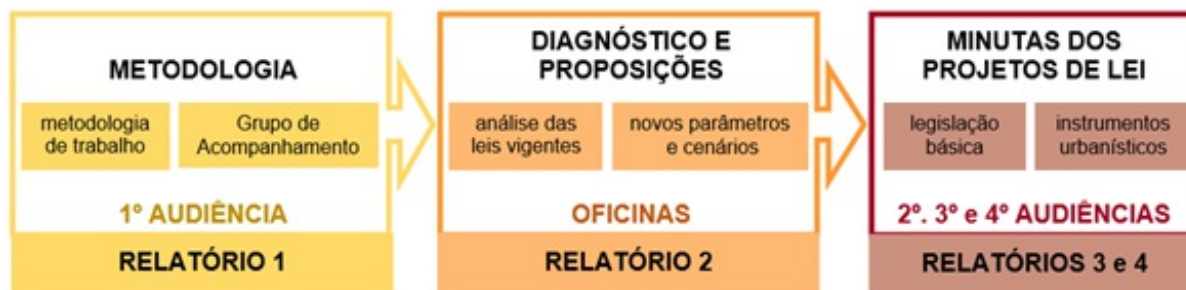 METODOLOGIA
metodologia
de trabalho
Grupo de
Acompanhamento
1º AUDIÊNCIA
RELATÓRIO 1
DIAGNÓSTICO E
PROPOSIÇÕES
análise das
leis vigentes
novos parâmetros
e cenários
OFICINAS
RELATÓRIO 2
MINUTAS DOS
PROJETOS DE LEI
legislação
básica
instrumentos
urbanísticos
2º. 3º e 4º AUDIÊNCIAS
RELATÓRIOS 3 e 4